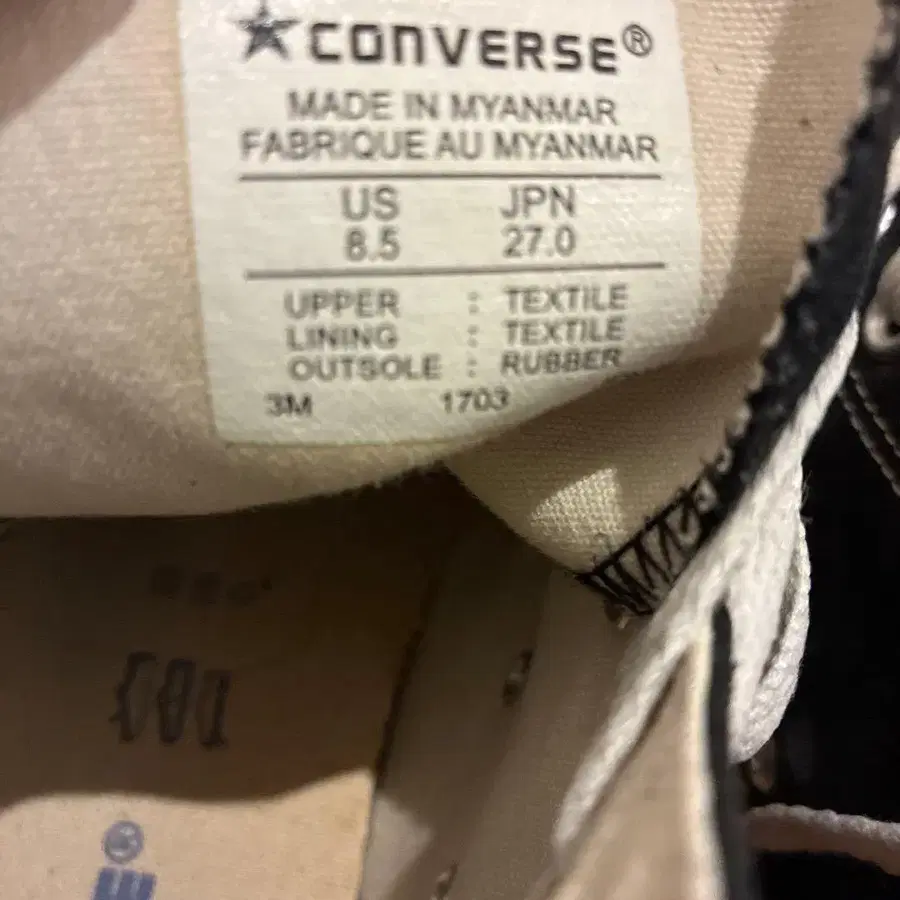 ★CONVERSE®
MADE IN MYANMAR
FABRIQUE AU MYANMAR
US JPN
8.5 27.0
UPPER : TEXTILE
LINING : TEXTILE
OUTSOLE : RUBBER
3M 1703